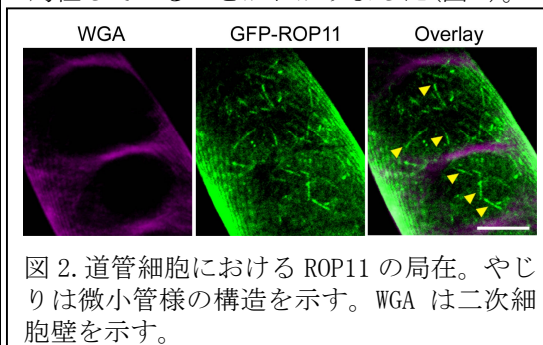 WGA GFP-ROP11 Overlay
図 2. 道管細胞における ROP11 の局在。やじ
りは微小管様の構造を示す。WGA は二次細
胞壁を示す。